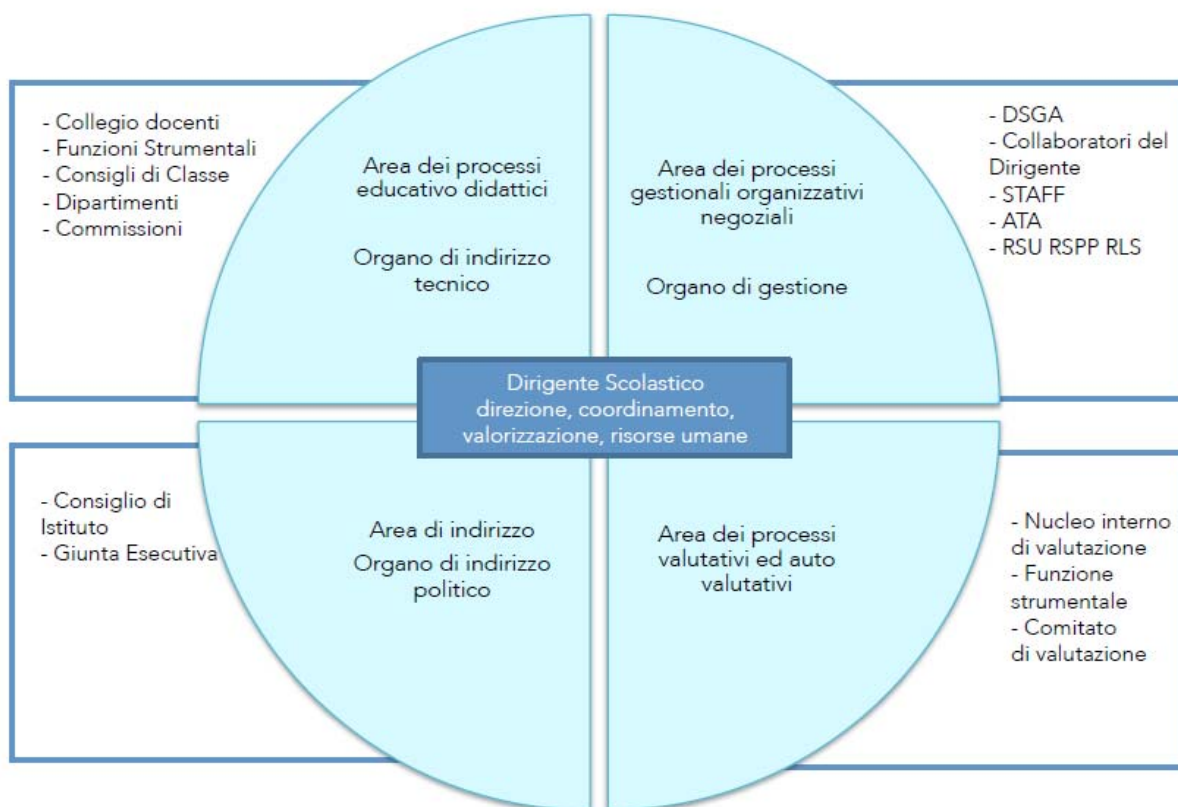 - Collegio docenti
- Funzioni Strumentali
- Consigli di Classe
- Dipartimenti
- Commissioni
Area dei processi
educativo didattici
Organo di indirizzo
tecnico
Area dei processi
gestionali organizzativi
negoziali
Organo di gestione
- DSGA
- Collaboratori del
Dirigente
- STAFF
- ATA
- RSU RSPP RLS
Dirigente Scolastico
direzione, coordinamento,
valorizzazione, risorse umane
- Consiglio di
Istituto
- Giunta Esecutiva
Area di indirizzo
Organo di indirizzo
politico
Area dei processi
valutativi ed auto
valutativi
- Nucleo interno
di valutazione
- Funzione
strumentale
- Comitato
di valutazione